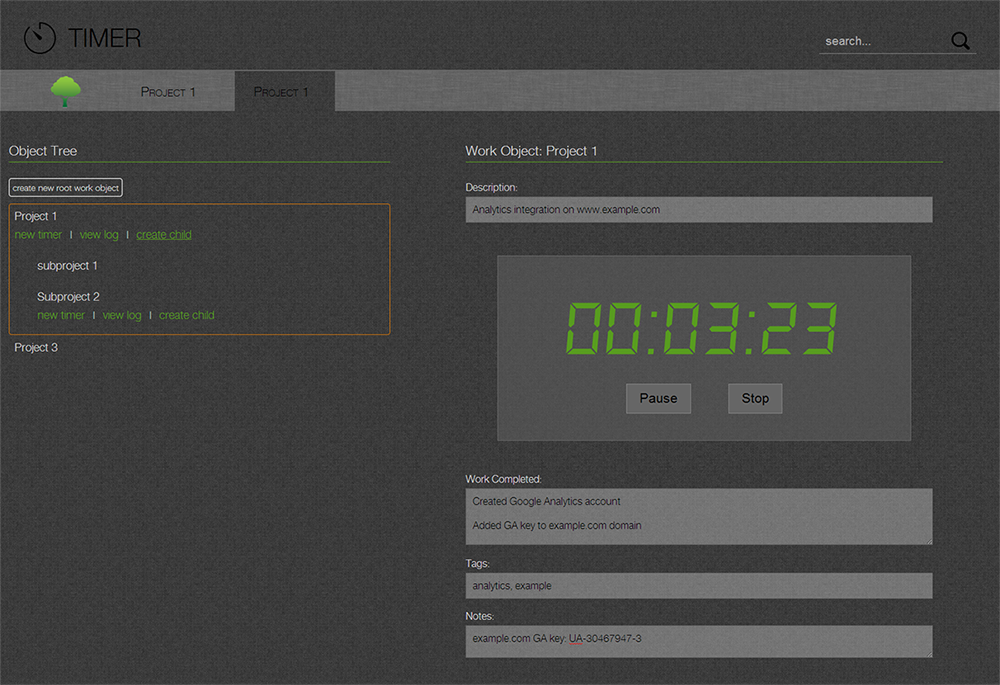 TIMER
search...
Project 1
Project 1
Object Tree
create new root work object
Project 1
new timer | view log | create child
subproject 1
Subproject 2
new timer | view log | create child
Project 3
Work Object: Project 1
Description:
Analytics integration on www.example.com
00:03:23
Pause
Stop
Work Completed:
Created Google Analytics account
Added GA key to example.com domain
Tags:
analytics, example
Notes:
example.com GA key: UA-30467947-3